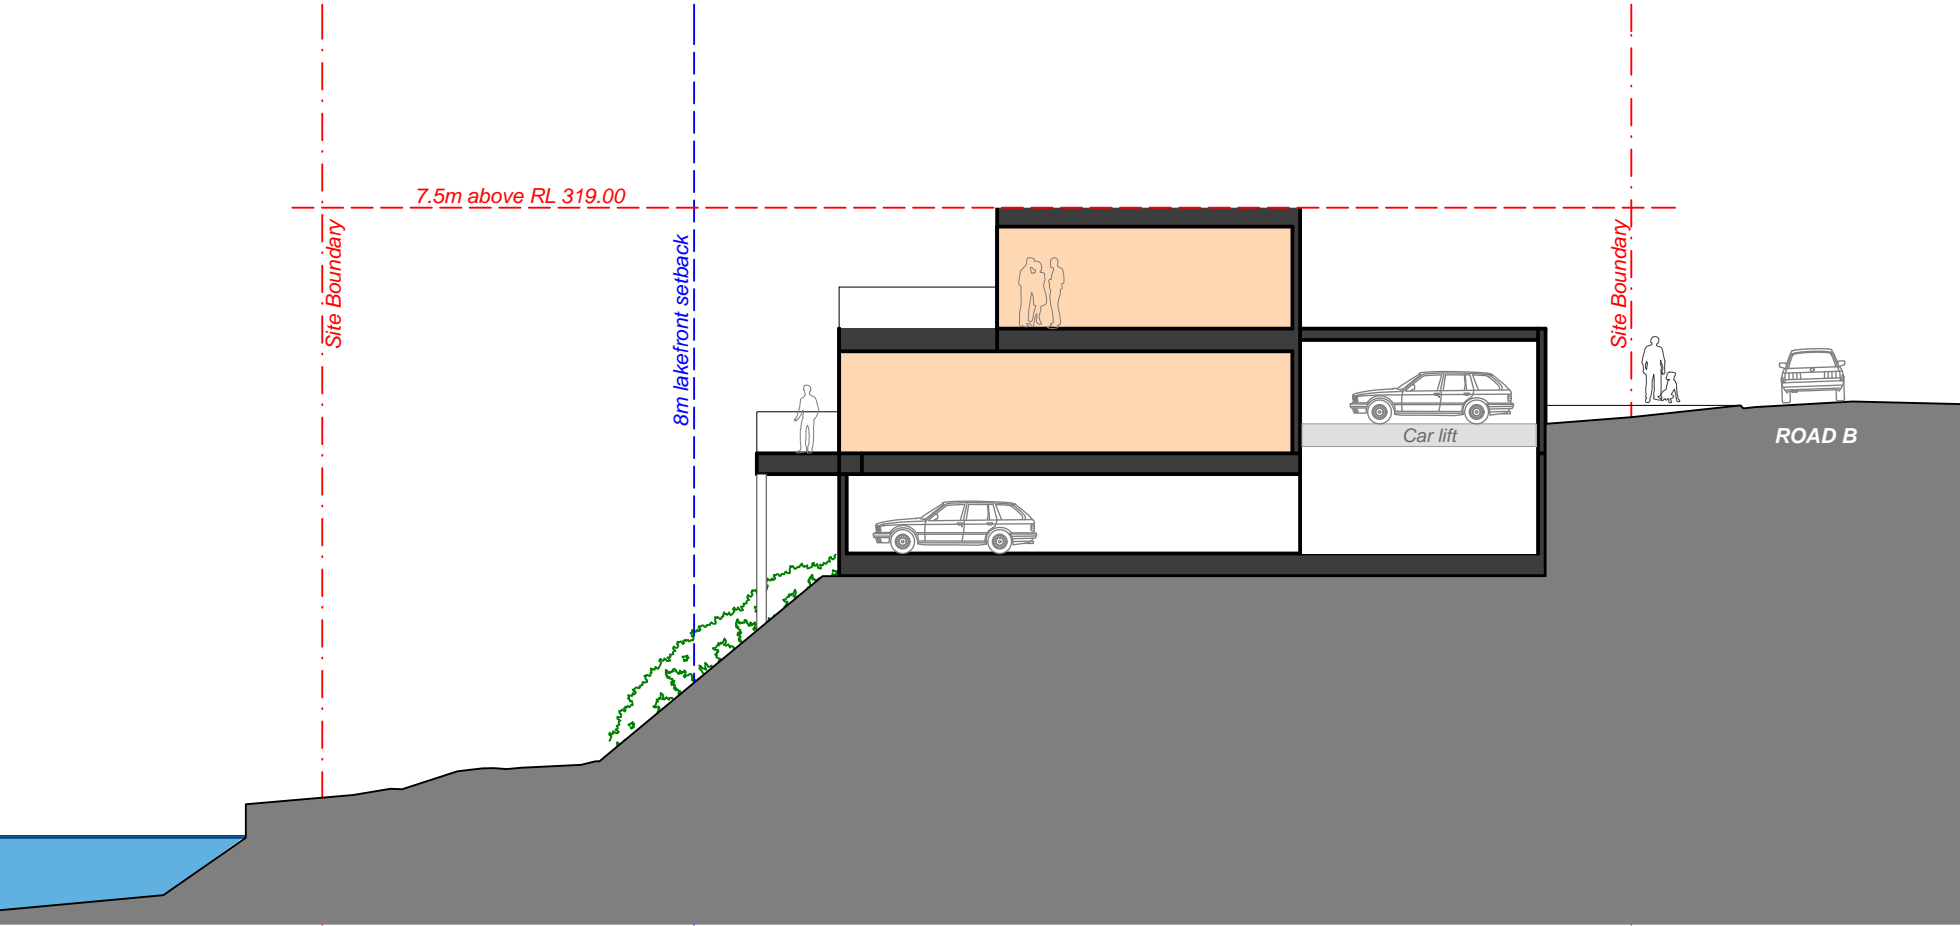 7.5m above RL 319.00
Site Boundary
8m lakefront setback
Site Boundary
Car lift
ROAD B